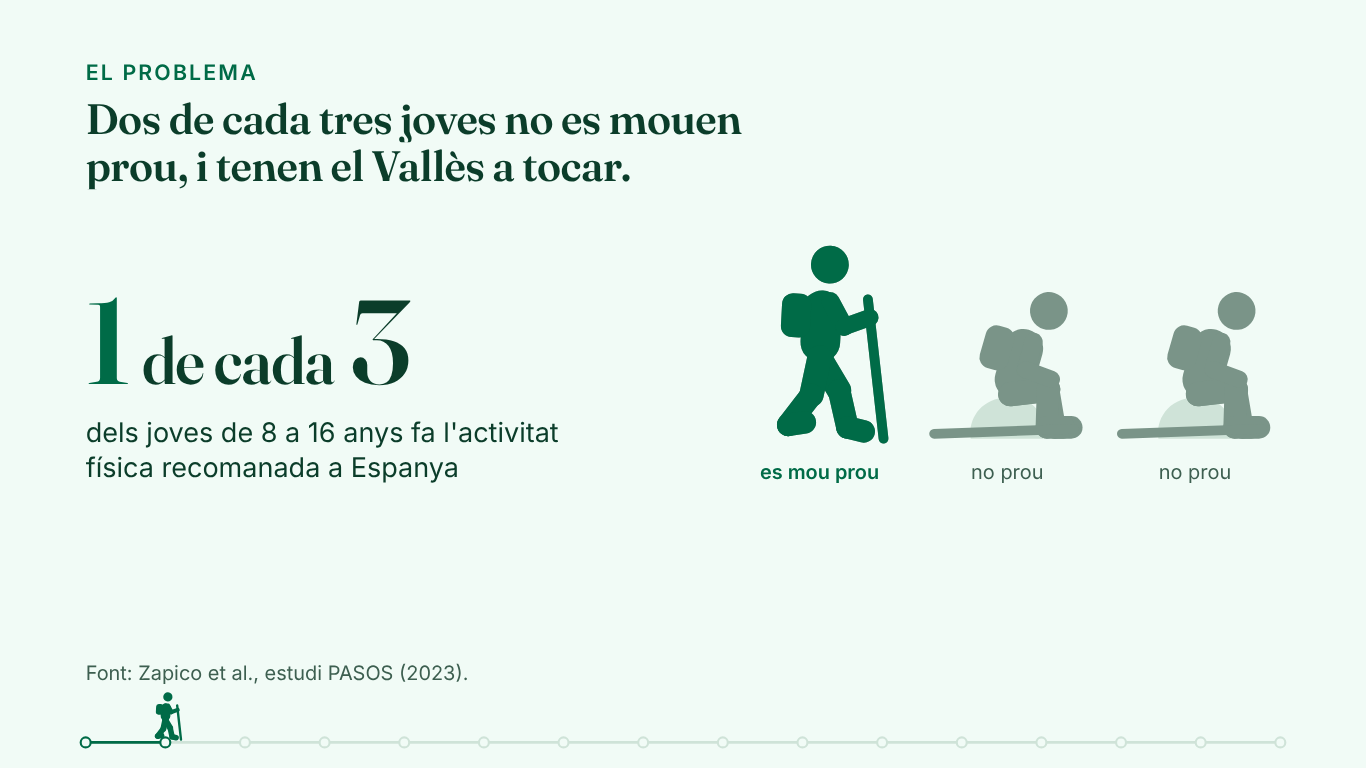 EL PROBLEMA
Dos de cada tres joves no es mouen
prou, i tenen el Vallès a tocar.
1 de cada 3
dels joves de 8 a 16 anys fa l'activitat
física recomanada a Espanya
es mou prou
no prou
no prou
Font: Zapico et al., estudi PASOS (2023).